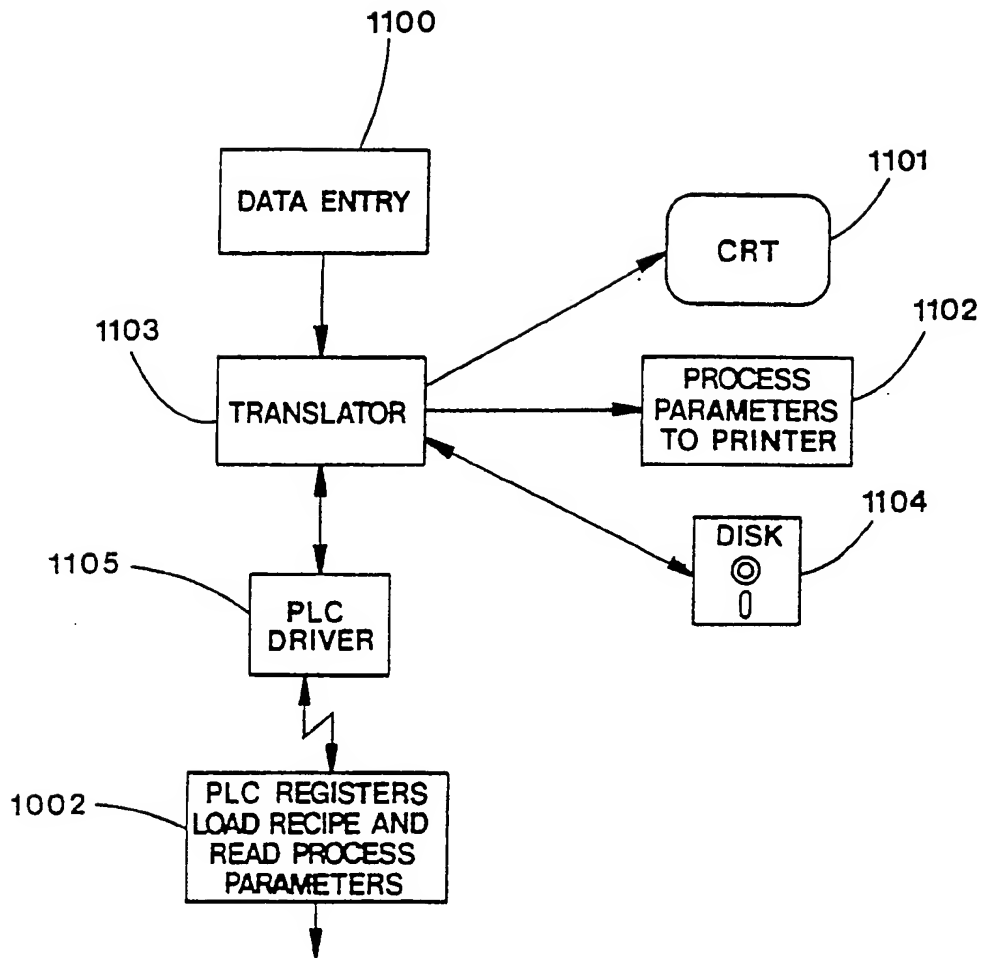 1100
DATA ENTRY
1101
CRT
1103
TRANSLATOR
1102
PROCESS
PARAMETERS
TO PRINTER
1104
DISK
1105
PLC
DRIVER
1002
PLC REGISTERS
LOAD RECIPE AND
READ PROCESS
PARAMETERS